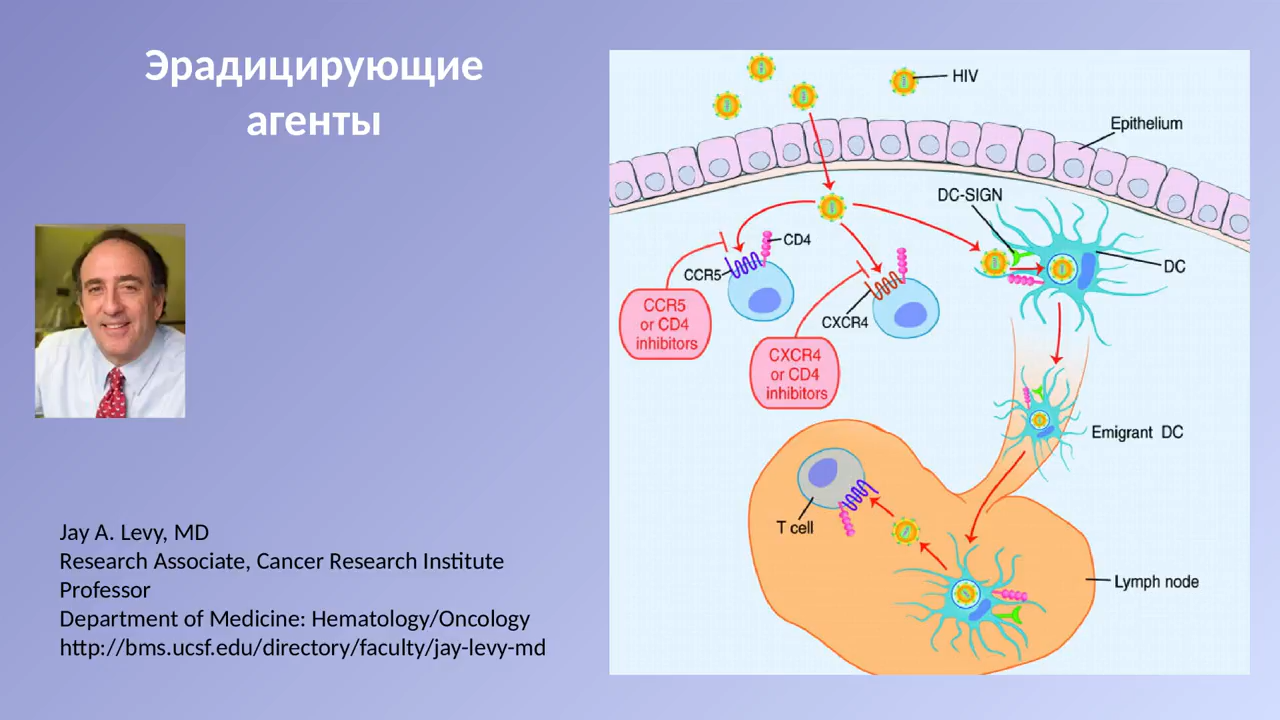 Эрадицирующие
агенты
HIV
Epithelium
DC-SIGN
CD4
CCR5
DC
CXCR4
CCR5
or CD4
inhibitors
CXCR4
or CD4
inhibitors
Emigrant DC
T cell
Lymph node
Jay A. Levy, MD
Research Associate, Cancer Research Institute
Professor
Department of Medicine: Hematology/Oncology
http://bms.ucsf.edu/directory/faculty/jay-levy-md